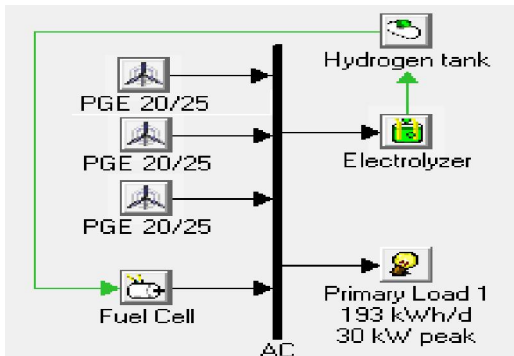 Hydrogen tank
PGE 20/25
Electrolyzer
PGE 20/25
PGE 20/25
Primary Load 1
193 kWh/d
30 kW peak
Fuel Cell
AC